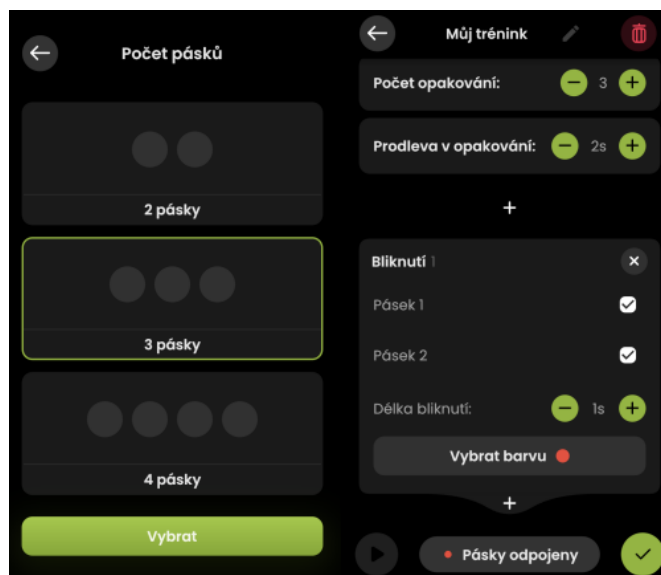 Počet pásků
2 pásky
3 pásky
4 pásky
Vybrat
Můj trénink
Počet opakování: 3
Prodleva v opakování: 2s
Bliknutí 1
Pásek 1
Pásek 2
Délka bliknutí: 1s
Vybrat barvu
Pásky odpojeny